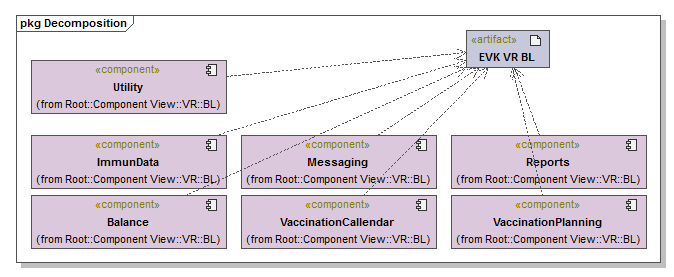 pkg Decomposition
«artifact»
EVK VR BL
«component»
Utility
(from Root::Component View::VR::BL)
«component»
ImmunData
(from Root::Component View::VR::BL)
«component»
Messaging
(from Root::Component View::VR::BL)
«component»
Reports
(from Root::Component View::VR::BL)
«component»
Balance
(from Root::Component View::VR::BL)
«component»
VaccinationCallendar
(from Root::Component View::VR::BL)
«component»
VaccinationPlanning
(from Root::Component View::VR::BL)